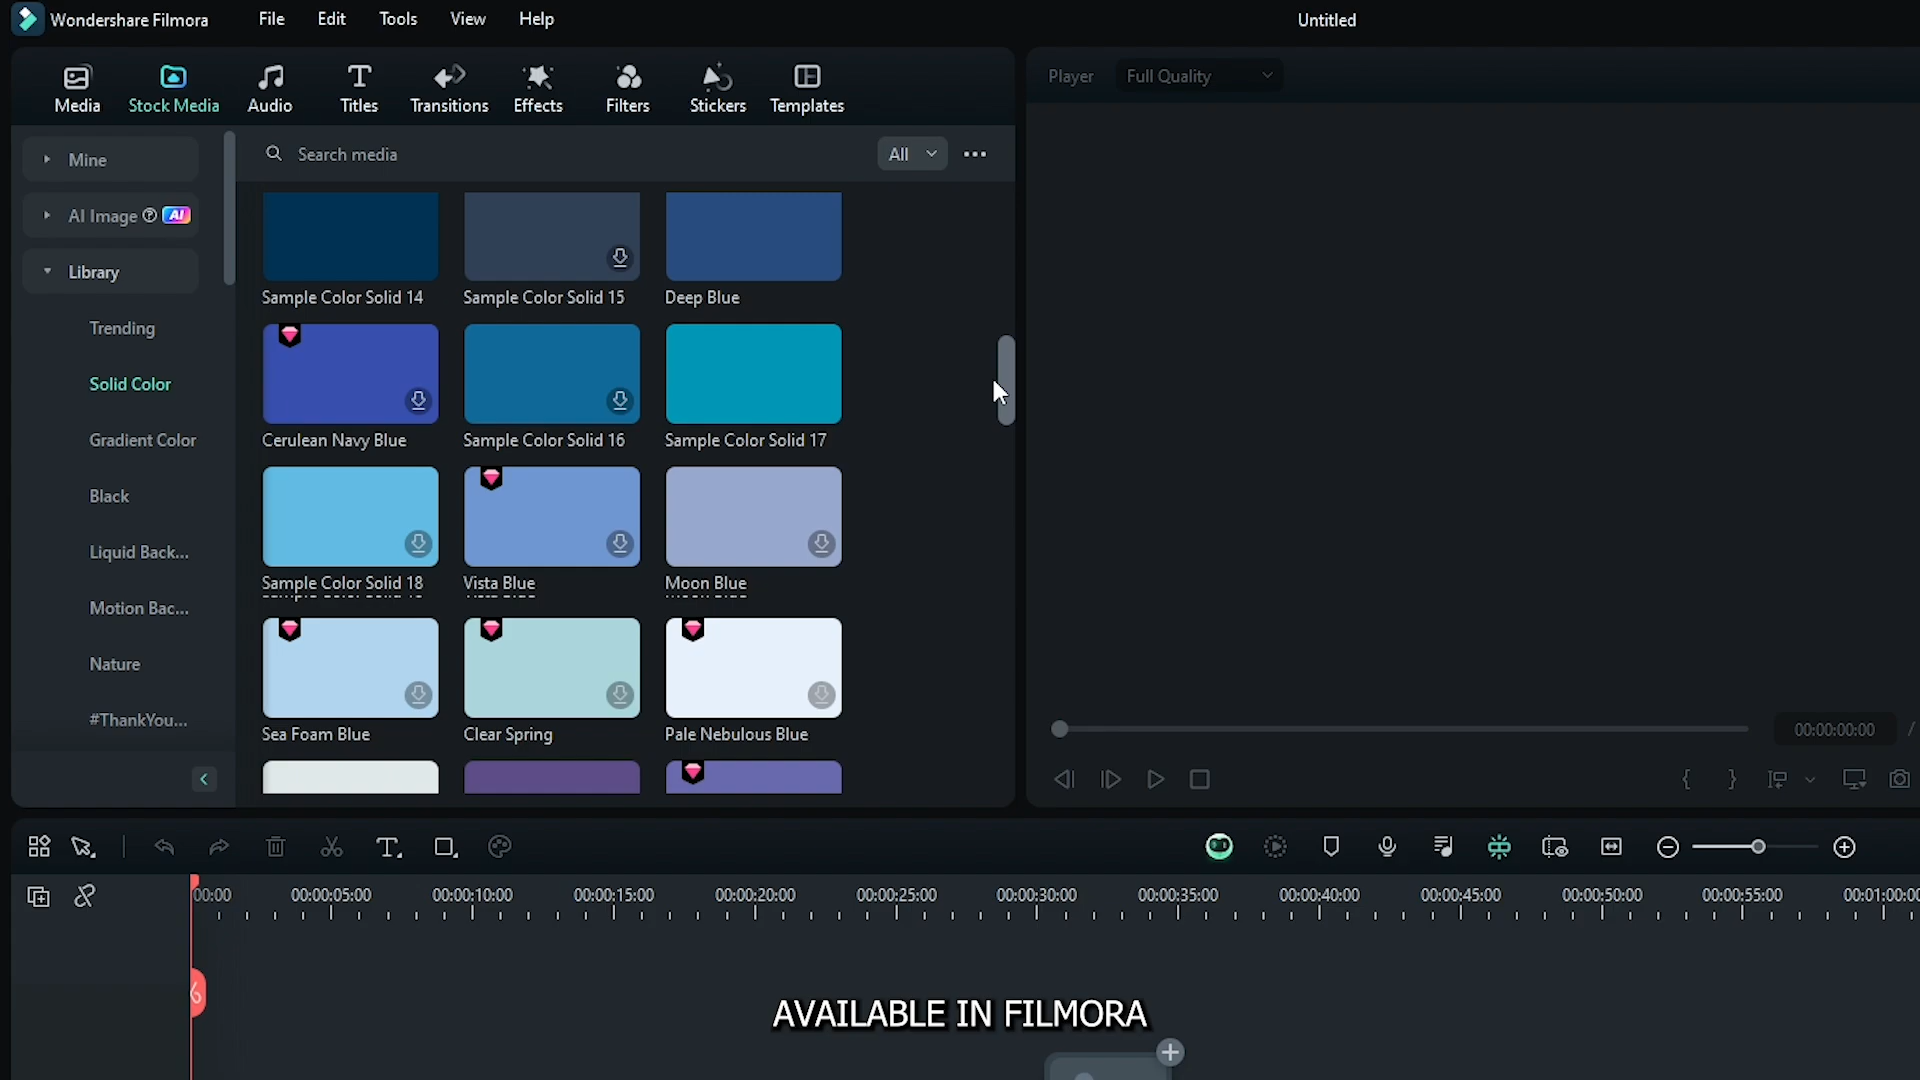 Wondershare Filmora File Edit Tools View Help Untitled
Media Stock Media Audio Titles Transitions Effects Filters Stickers Templates
Player Full Quality
Mine
Search media All
AI Image AI
Library
Trending
Solid Color
Gradient Color
Black
Liquid Back...
Motion Bac...
Nature
#ThankYou...
Sample Color Solid 14 Sample Color Solid 15 Deep Blue
Cerulean Navy Blue Sample Color Solid 16 Sample Color Solid 17
Sample Color Solid 18 Vista Blue Moon Blue
Sea Foam Blue Clear Spring Pale Nebulous Blue
00:00:00:00 /
00:00 00:00:05:00 00:00:10:00 00:00:15:00 00:00:20:00 00:00:25:00 00:00:30:00 00:00:35:00 00:00:40:00 00:00:45:00 00:00:50:00 00:00:55:00 00:01:00:0
AVAILABLE IN FILMORA